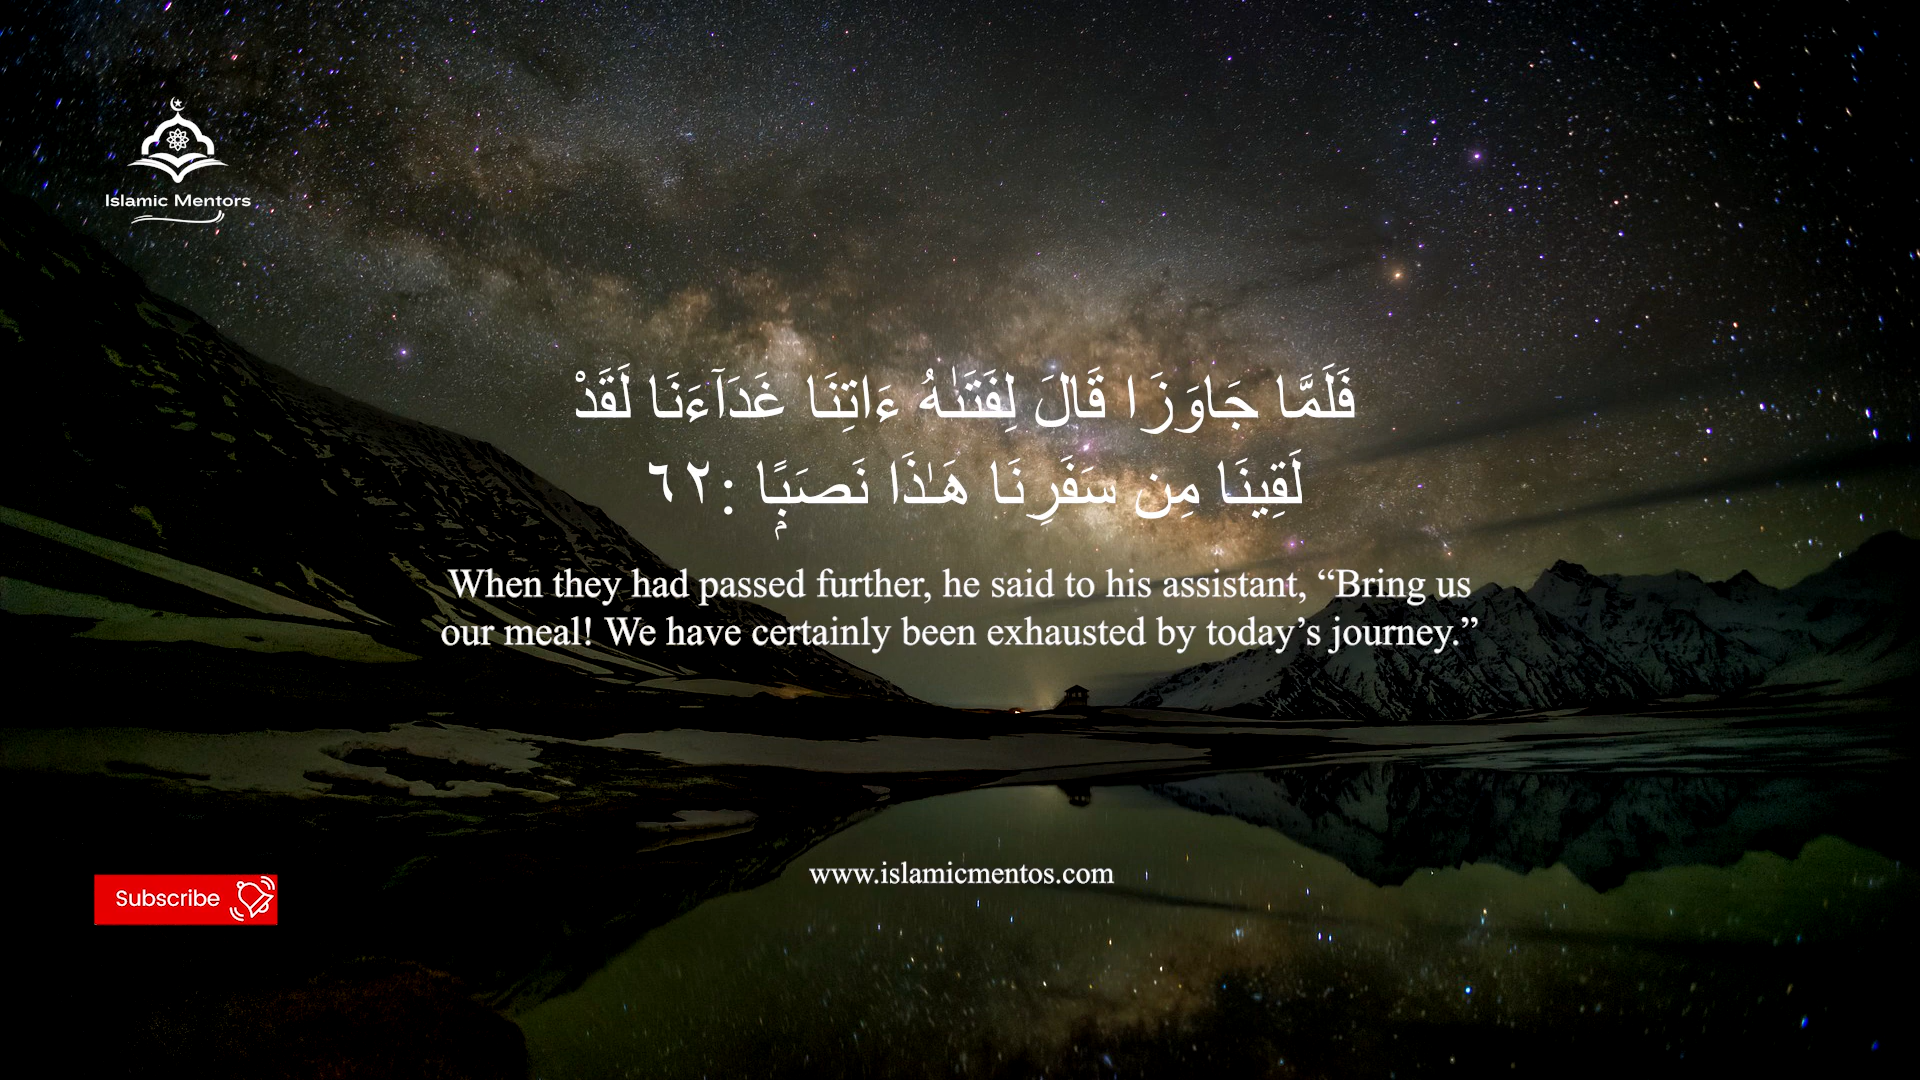 Islamic Mentors
فَلَمَّا جَاوَزَا قَالَ لِفَتَىٰهُ ءَاتِنَا غَدَآءَنَا لَقَدْ
لَقِينَا مِن سَفَرِنَا هَـٰذَا نَصَبًۭا :٦٢
When they had passed further, he said to his assistant, “Bring us
our meal! We have certainly been exhausted by today’s journey.”
www.islamicmentos.com
Subscribe